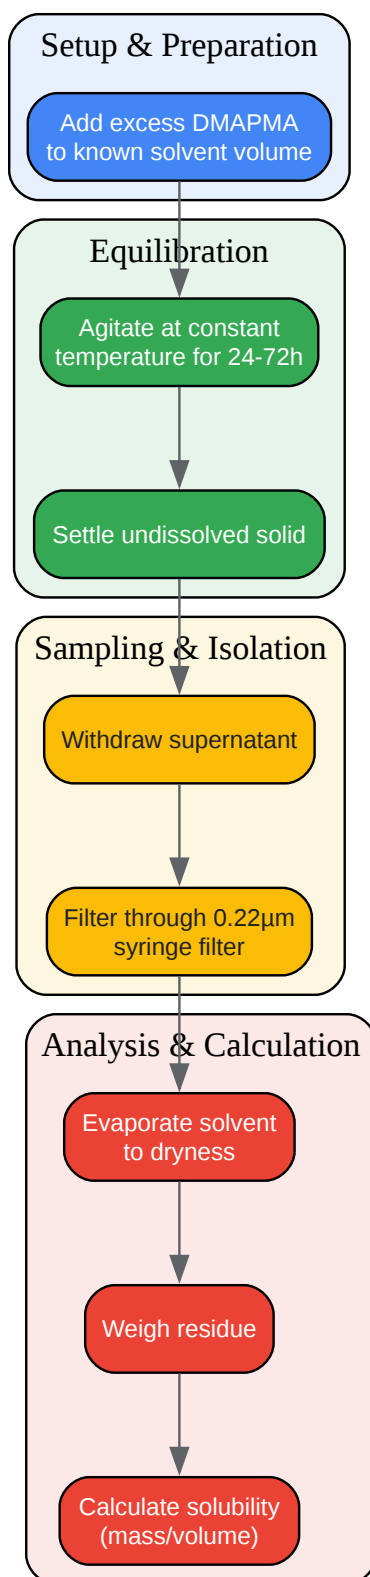 Setup & Preparation
Add excess DMAPMA
to known solvent volume
Equilibration
Agitate at constant
temperature for 24-72h
Settle undissolved solid
Sampling & Isolation
Withdraw supernatant
Filter through 0.22µm
syringe filter
Analysis & Calculation
Evaporate solvent
to dryness
Weigh residue
Calculate solubility
(mass/volume)